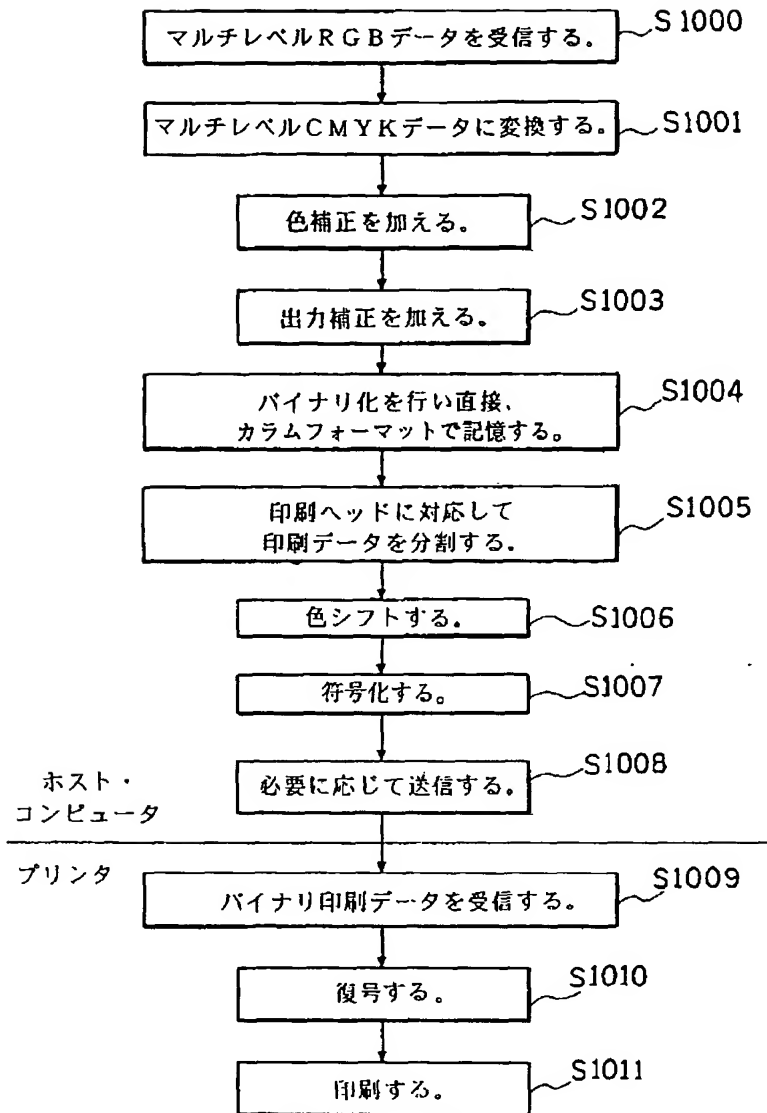 マルチレベルRGBデータを受信する。 S1000
マルチレベルCMYKデータに変換する。 S1001
色補正を加える。 S1002
出力補正を加える。 S1003
バイナリ化を行い直接、 S1004
カラムフォーマットで記憶する。
印刷ヘッドに対応して S1005
印刷データを分割する。
色シフトする。 S1006
符号化する。 S1007
必要に応じて送信する。 S1008
ホスト・
コンピュータ
プリンタ
バイナリ印刷データを受信する。 S1009
復号する。 S1010
印刷する。 S1011